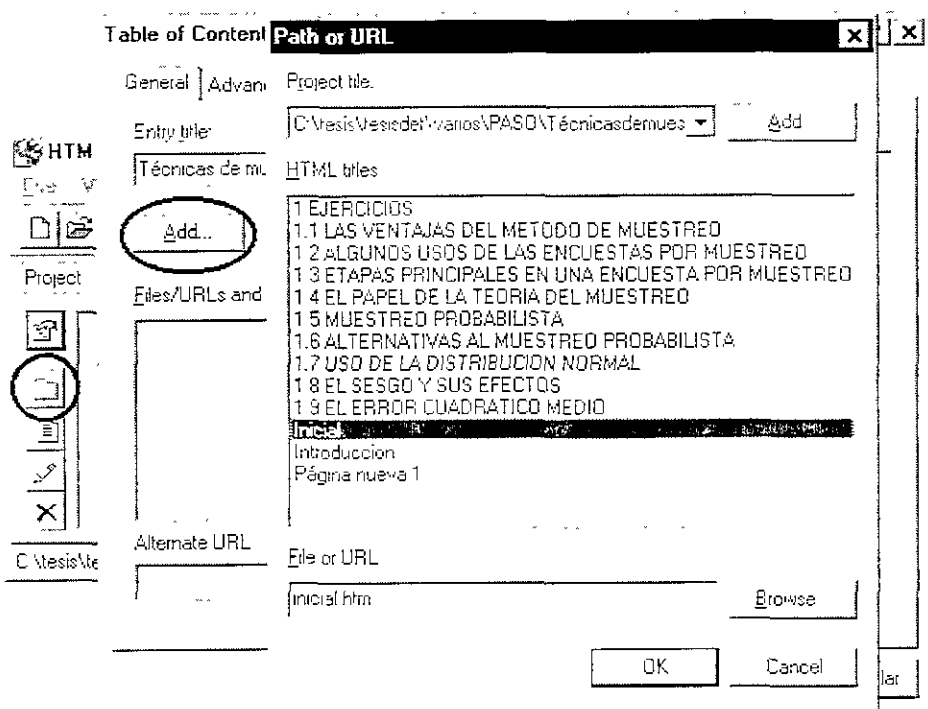 Table of Content
Path or URL
General
Advan
Project file.
C:\tesis\tesisdef\varios\PASO\Técnicasdemues
Add
Entry title:
HTM
Técnicas de mu
HTML titles
1 EJERCICIOS
1.1 LAS VENTAJAS DEL METODO DE MUESTREO
1 2 ALGUNOS USOS DE LAS ENCUESTAS POR MUESTREO
1 3 ETAPAS PRINCIPALES EN UNA ENCUESTA POR MUESTREO
1 4 EL PAPEL DE LA TEORIA DEL MUESTREO
1 5 MUESTREO PROBABILISTA
1.6 ALTERNATIVAS AL MUESTREO PROBABILISTA
1.7 USO DE LA DISTRIBUCION NORMAL
1 8 EL SESGO Y SUS EFECTOS
1 9 EL ERROR CUADRATICO MEDIO
Inicial
Introduccion
Página nueva 1
Add...
Project
Files/URLs and
Alternate URL
C:\tesis\te
File or URL
inicial htm
Browse
OK
Cancel
lar